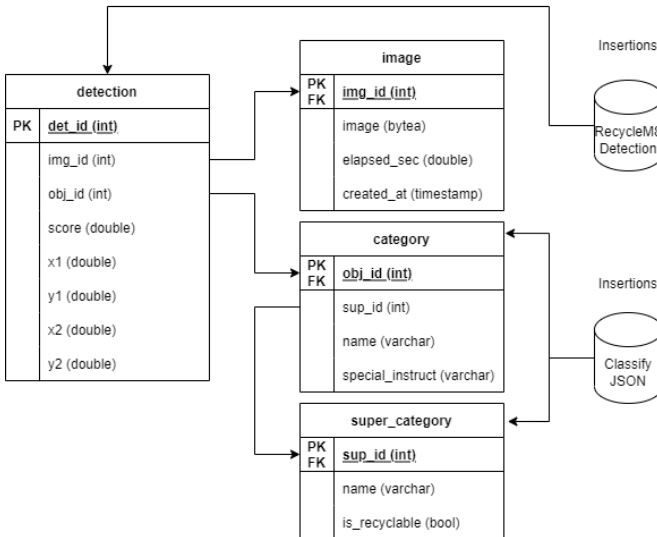 detection
PK det_id (int)
img_id (int)
obj_id (int)
score (double)
x1 (double)
y1 (double)
x2 (double)
y2 (double)
image
PK
FK
img_id (int)
image (bytea)
elapsed_sec (double)
created_at (timestamp)
category
PK
FK
obj_id (int)
sup_id (int)
name (varchar)
special_instruct (varchar)
super_category
PK
FK
sup_id (int)
name (varchar)
is_recyclable (bool)
Insertions
RecycleM8
Detection
Insertions
Classify
JSON